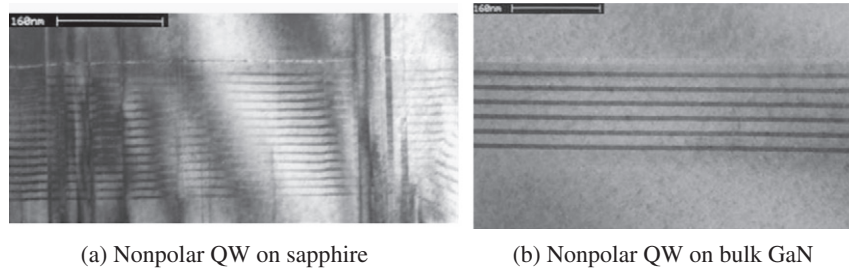 160nm
160nm
(a) Nonpolar QW on sapphire
(b) Nonpolar QW on bulk GaN